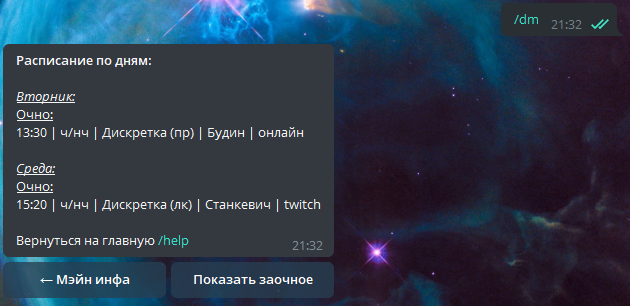 /dm 21:32
Расписание по дням:
Вторник:
Очно:
13:30 | ч/нч | Дискретка (пр) | Будин | онлайн
Среда:
Очно:
15:20 | ч/нч | Дискретка (лк) | Станкевич | twitch
Вернуться на главную /help
21:32
← Мэйн инфа
Показать заочное